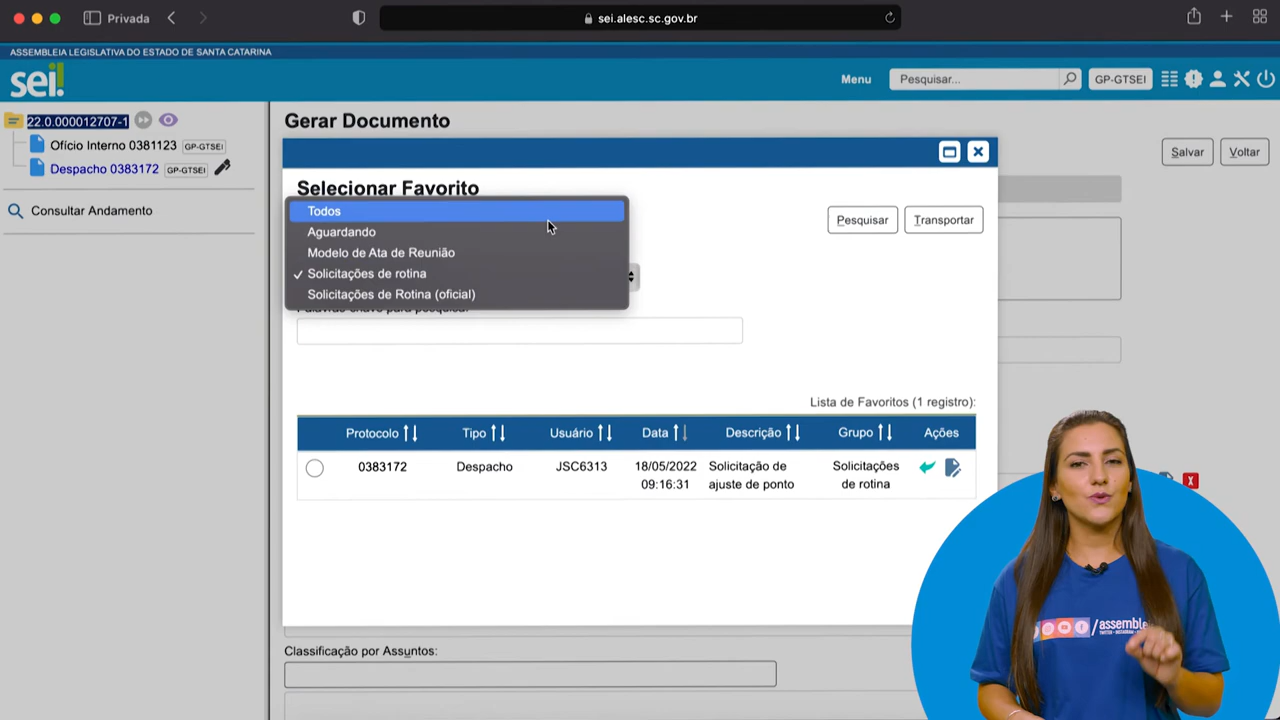 Privada
sei.alesc.sc.gov.br
ASSEMBLEIA LEGISLATIVA DO ESTADO DE SANTA CATARINA
sei!
Menu
Pesquisar...
GP-GTSEI
22.0.000012707-1
Ofício Interno 0381123 GP-GTSEI
Despacho 0383172 GP-GTSEI
Consultar Andamento
Gerar Documento
Salvar
Voltar
Selecionar Favorito
Pesquisar
Transportar
Todos
Aguardando
Modelo de Ata de Reunião
✓ Solicitações de rotina
Solicitações de Rotina (oficial)
Palavras-chave para pesquisa:
Lista de Favoritos (1 registro):
Protocolo Tipo Usuário Data Descrição Grupo Ações
0383172 Despacho JSC6313 18/05/2022 Solicitação de Solicitações
09:16:31 ajuste de ponto de rotina
X
Classificação por Assuntos:
/assemble